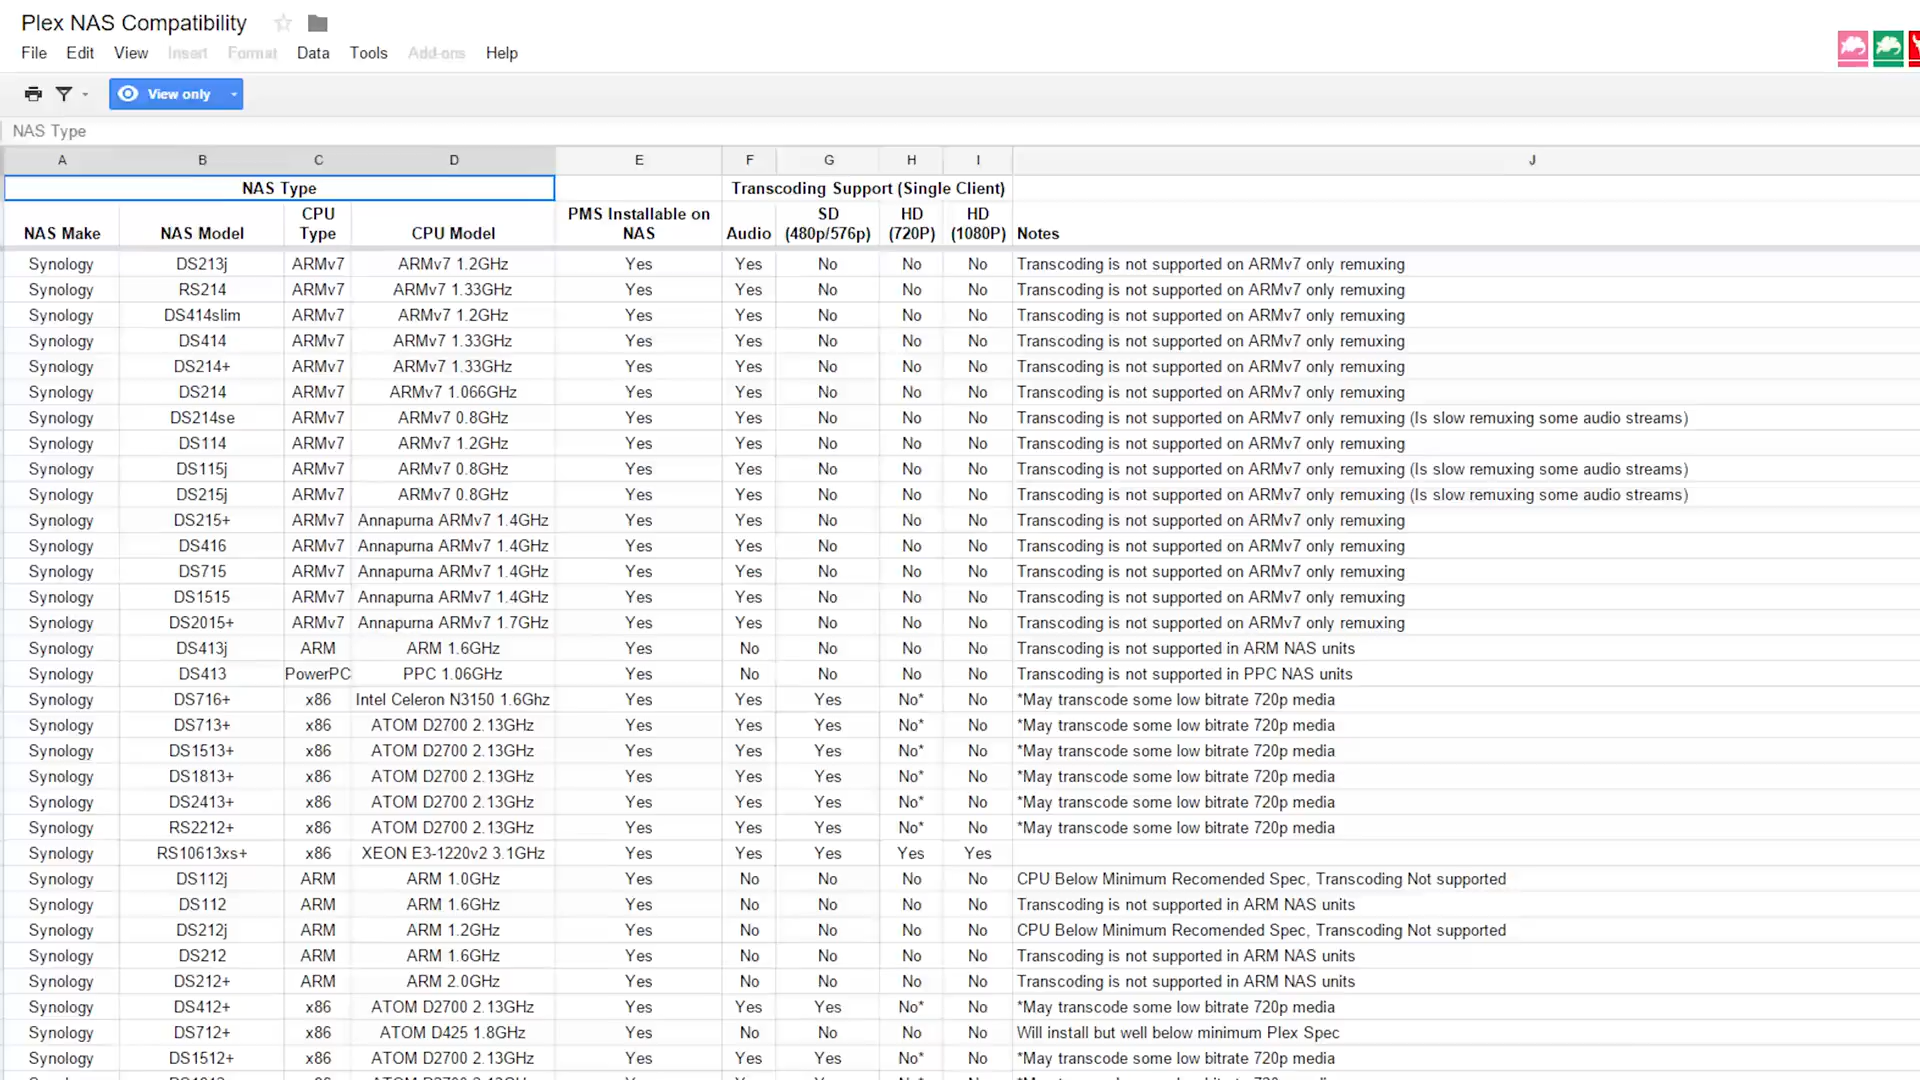 Plex NAS Compatibility
File Edit View Insert Format Data Tools Add-ons Help
View only
NAS Type
A B C D E F G H I J
NAS Type Transcoding Support (Single Client)
NAS Make NAS Model CPU Type CPU Model PMS Installable on NAS Audio SD (480p/576p) HD (720P) HD (1080P) Notes
Synology DS213j ARMv7 ARMv7 1.2GHz Yes Yes No No No Transcoding is not supported on ARMv7 only remuxing
Synology RS214 ARMv7 ARMv7 1.33GHz Yes Yes No No No Transcoding is not supported on ARMv7 only remuxing
Synology DS414slim ARMv7 ARMv7 1.2GHz Yes Yes No No No Transcoding is not supported on ARMv7 only remuxing
Synology DS414 ARMv7 ARMv7 1.33GHz Yes Yes No No No Transcoding is not supported on ARMv7 only remuxing
Synology DS214+ ARMv7 ARMv7 1.33GHz Yes Yes No No No Transcoding is not supported on ARMv7 only remuxing
Synology DS214 ARMv7 ARMv7 1.066GHz Yes Yes No No No Transcoding is not supported on ARMv7 only remuxing
Synology DS214se ARMv7 ARMv7 0.8GHz Yes Yes No No No Transcoding is not supported on ARMv7 only remuxing (Is slow remuxing some audio streams)
Synology DS114 ARMv7 ARMv7 1.2GHz Yes Yes No No No Transcoding is not supported on ARMv7 only remuxing
Synology DS115j ARMv7 ARMv7 0.8GHz Yes Yes No No No Transcoding is not supported on ARMv7 only remuxing (Is slow remuxing some audio streams)
Synology DS215j ARMv7 ARMv7 0.8GHz Yes Yes No No No Transcoding is not supported on ARMv7 only remuxing (Is slow remuxing some audio streams)
Synology DS215+ ARMv7 Annapurna ARMv7 1.4GHz Yes Yes No No No Transcoding is not supported on ARMv7 only remuxing
Synology DS416 ARMv7 Annapurna ARMv7 1.4GHz Yes Yes No No No Transcoding is not supported on ARMv7 only remuxing
Synology DS715 ARMv7 Annapurna ARMv7 1.4GHz Yes Yes No No No Transcoding is not supported on ARMv7 only remuxing
Synology DS1515 ARMv7 Annapurna ARMv7 1.4GHz Yes Yes No No No Transcoding is not supported on ARMv7 only remuxing
Synology DS2015+ ARMv7 Annapurna ARMv7 1.7GHz Yes Yes No No No Transcoding is not supported on ARMv7 only remuxing
Synology DS413j ARM ARM 1.6GHz Yes No No No No Transcoding is not supported in ARM NAS units
Synology DS413 PowerPC PPC 1.06GHz Yes No No No No Transcoding is not supported in PPC NAS units
Synology DS716+ x86 Intel Celeron N3150 1.6Ghz Yes Yes Yes No* No *May transcode some low bitrate 720p media
Synology DS713+ x86 ATOM D2700 2.13GHz Yes Yes Yes No* No *May transcode some low bitrate 720p media
Synology DS1513+ x86 ATOM D2700 2.13GHz Yes Yes Yes No* No *May transcode some low bitrate 720p media
Synology DS1813+ x86 ATOM D2700 2.13GHz Yes Yes Yes No* No *May transcode some low bitrate 720p media
Synology DS2413+ x86 ATOM D2700 2.13GHz Yes Yes Yes No* No *May transcode some low bitrate 720p media
Synology RS2212+ x86 ATOM D2700 2.13GHz Yes Yes Yes No* No *May transcode some low bitrate 720p media
Synology RS10613xs+ x86 XEON E3-1220v2 3.1GHz Yes Yes Yes Yes Yes
Synology DS112j ARM ARM 1.0GHz Yes No No No No CPU Below Minimum Recomended Spec, Transcoding Not supported
Synology DS112 ARM ARM 1.6GHz Yes No No No No Transcoding is not supported in ARM NAS units
Synology DS212j ARM ARM 1.2GHz Yes No No No No CPU Below Minimum Recomended Spec, Transcoding Not supported
Synology DS212 ARM ARM 1.6GHz Yes No No No No Transcoding is not supported in ARM NAS units
Synology DS212+ ARM ARM 2.0GHz Yes No No No No Transcoding is not supported in ARM NAS units
Synology DS412+ x86 ATOM D2700 2.13GHz Yes Yes Yes No* No *May transcode some low bitrate 720p media
Synology DS712+ x86 ATOM D425 1.8GHz Yes No No No No Will install but well below minimum Plex Spec
Synology DS1512+ x86 ATOM D2700 2.13GHz Yes Yes Yes No* No *May transcode some low bitrate 720p media